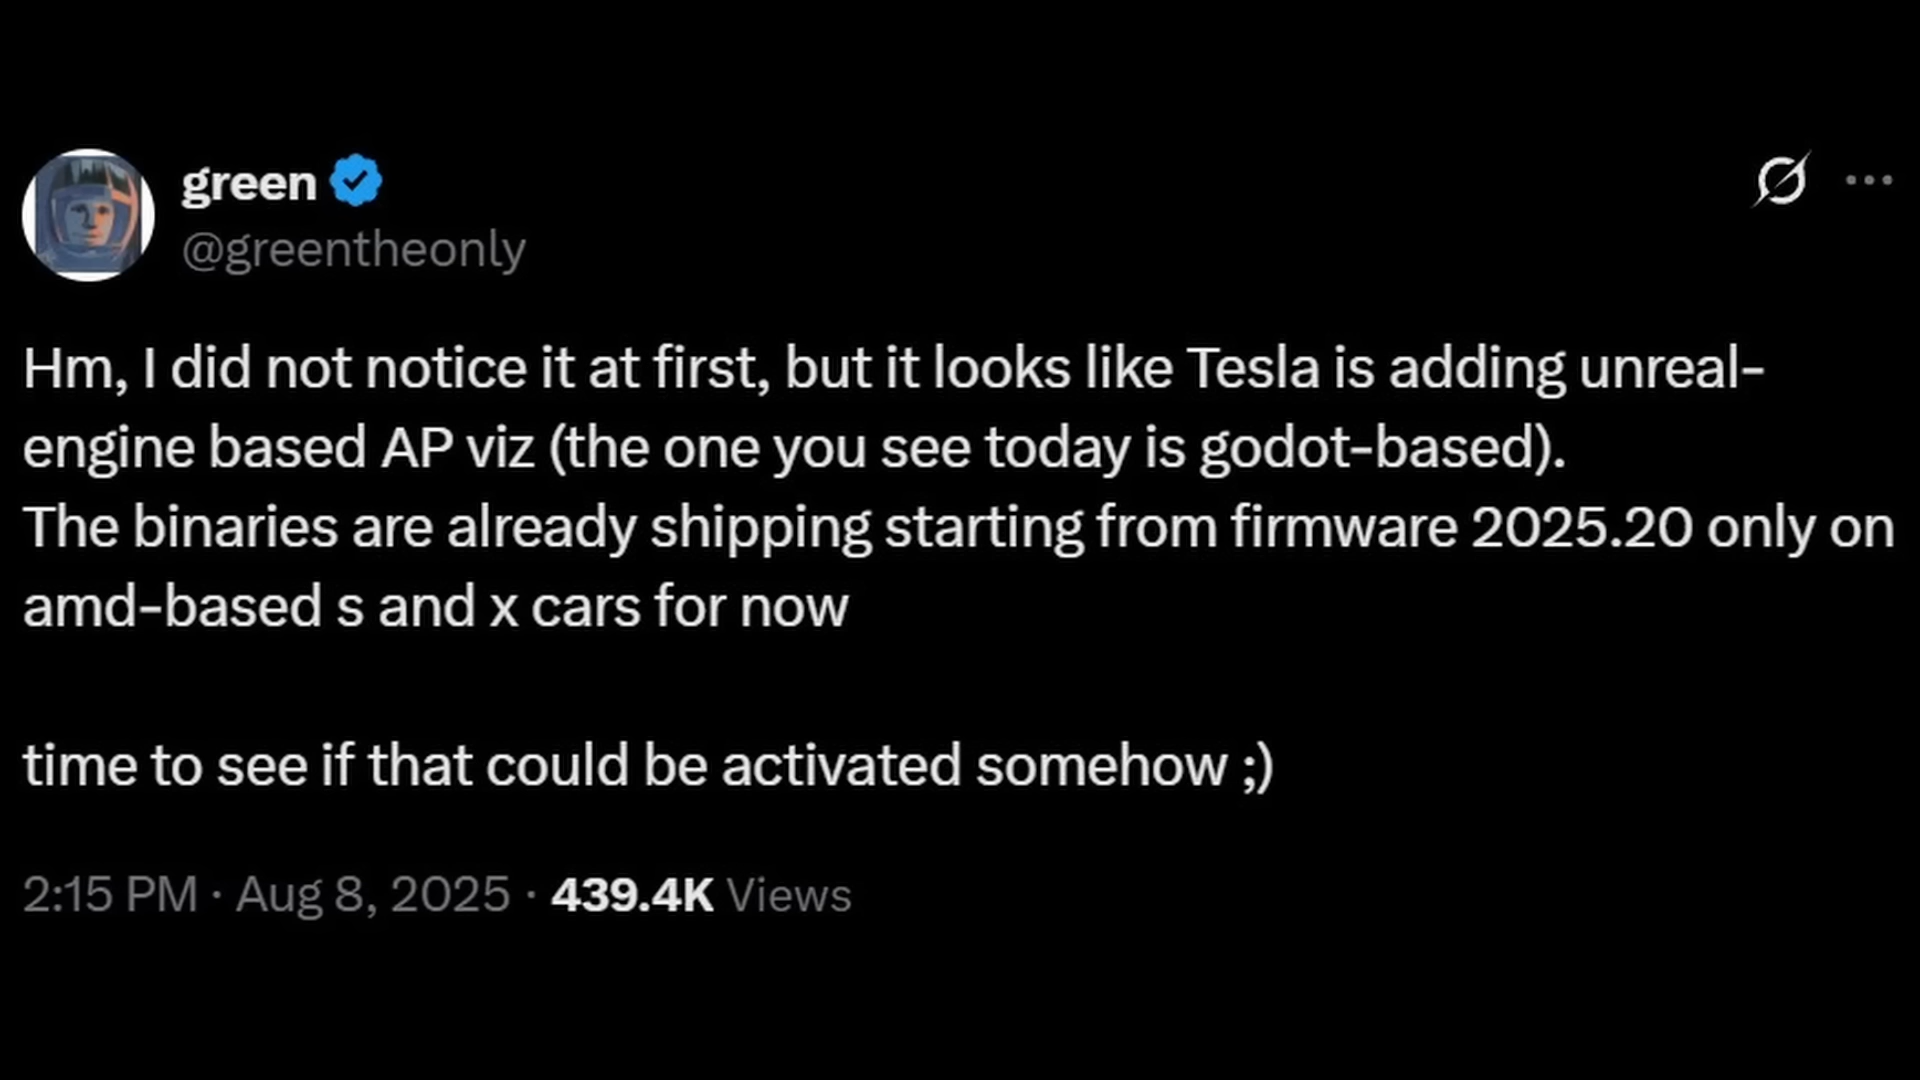 green
@greentheonly
Hm, I did not notice it at first, but it looks like Tesla is adding unreal-
engine based AP viz (the one you see today is godot-based).
The binaries are already shipping starting from firmware 2025.20 only on
amd-based s and x cars for now
time to see if that could be activated somehow ;)
2:15 PM · Aug 8, 2025 · 439.4K Views